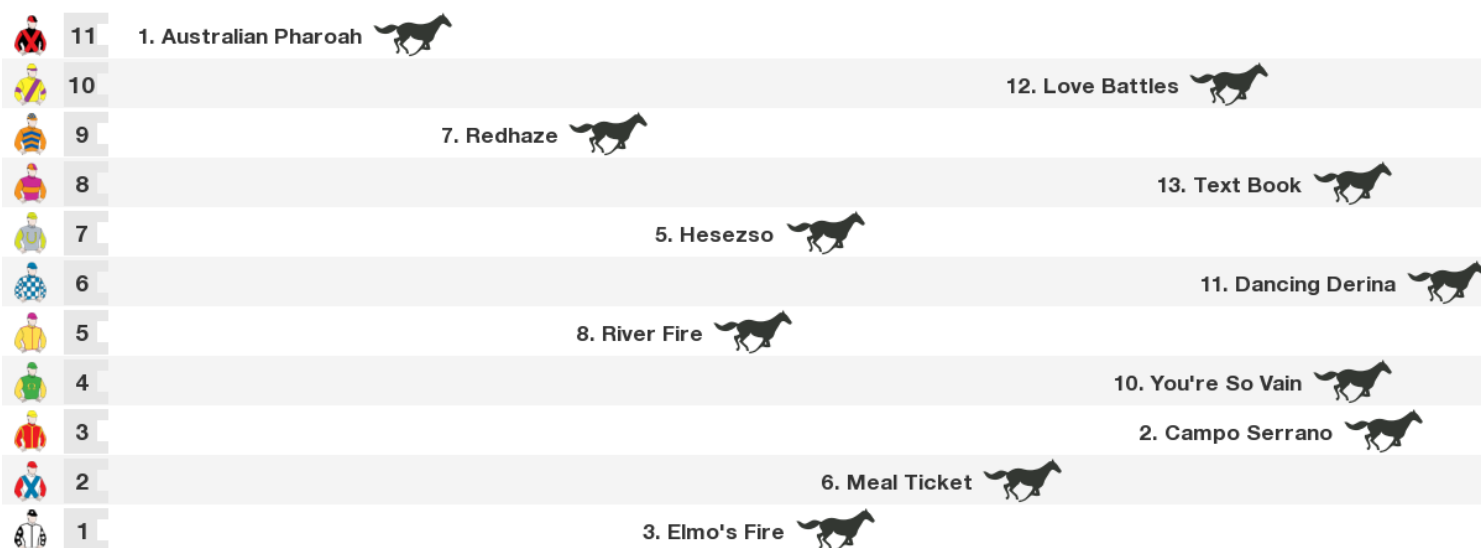 11 1. Australian Pharoah
10 12. Love Battles
9 7. Redhaze
8 13. Text Book
7 5. Hesezso
6 11. Dancing Derina
5 8. River Fire
4 10. You're So Vain
3 2. Campo Serrano
2 6. Meal Ticket
1 3. Elmo's Fire